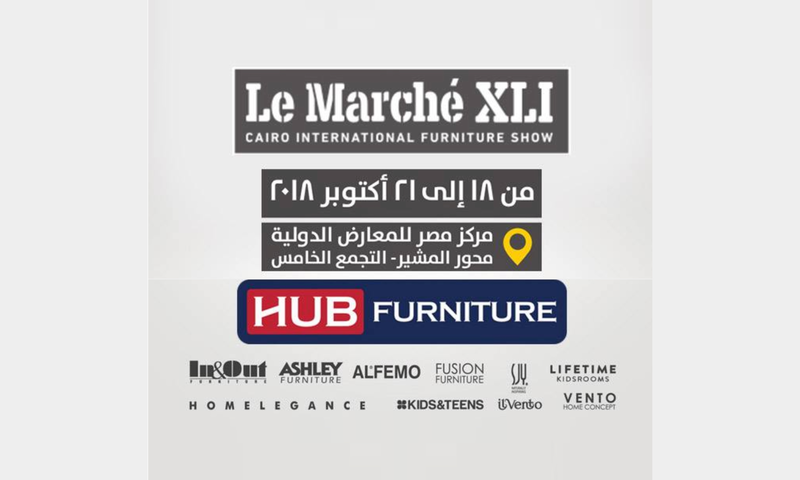 Le Marché XLI
CAIRO INTERNATIONAL FURNITURE SHOW
من ١٨ إلى ٢١ أكتوبر ٢٠١٨
مركز مصر للمعارض الدولية
محور المشير- التجمع الخامس
HUB FURNITURE
In&Out FURNITURE
ASHLEY FURNITURE
ALFEMO
FUSION FURNITURE
LIFETIME KIDSROOMS
HOMELEGANCE
KIDS&TEENS
ilVento
VENTO HOME CONCEPT